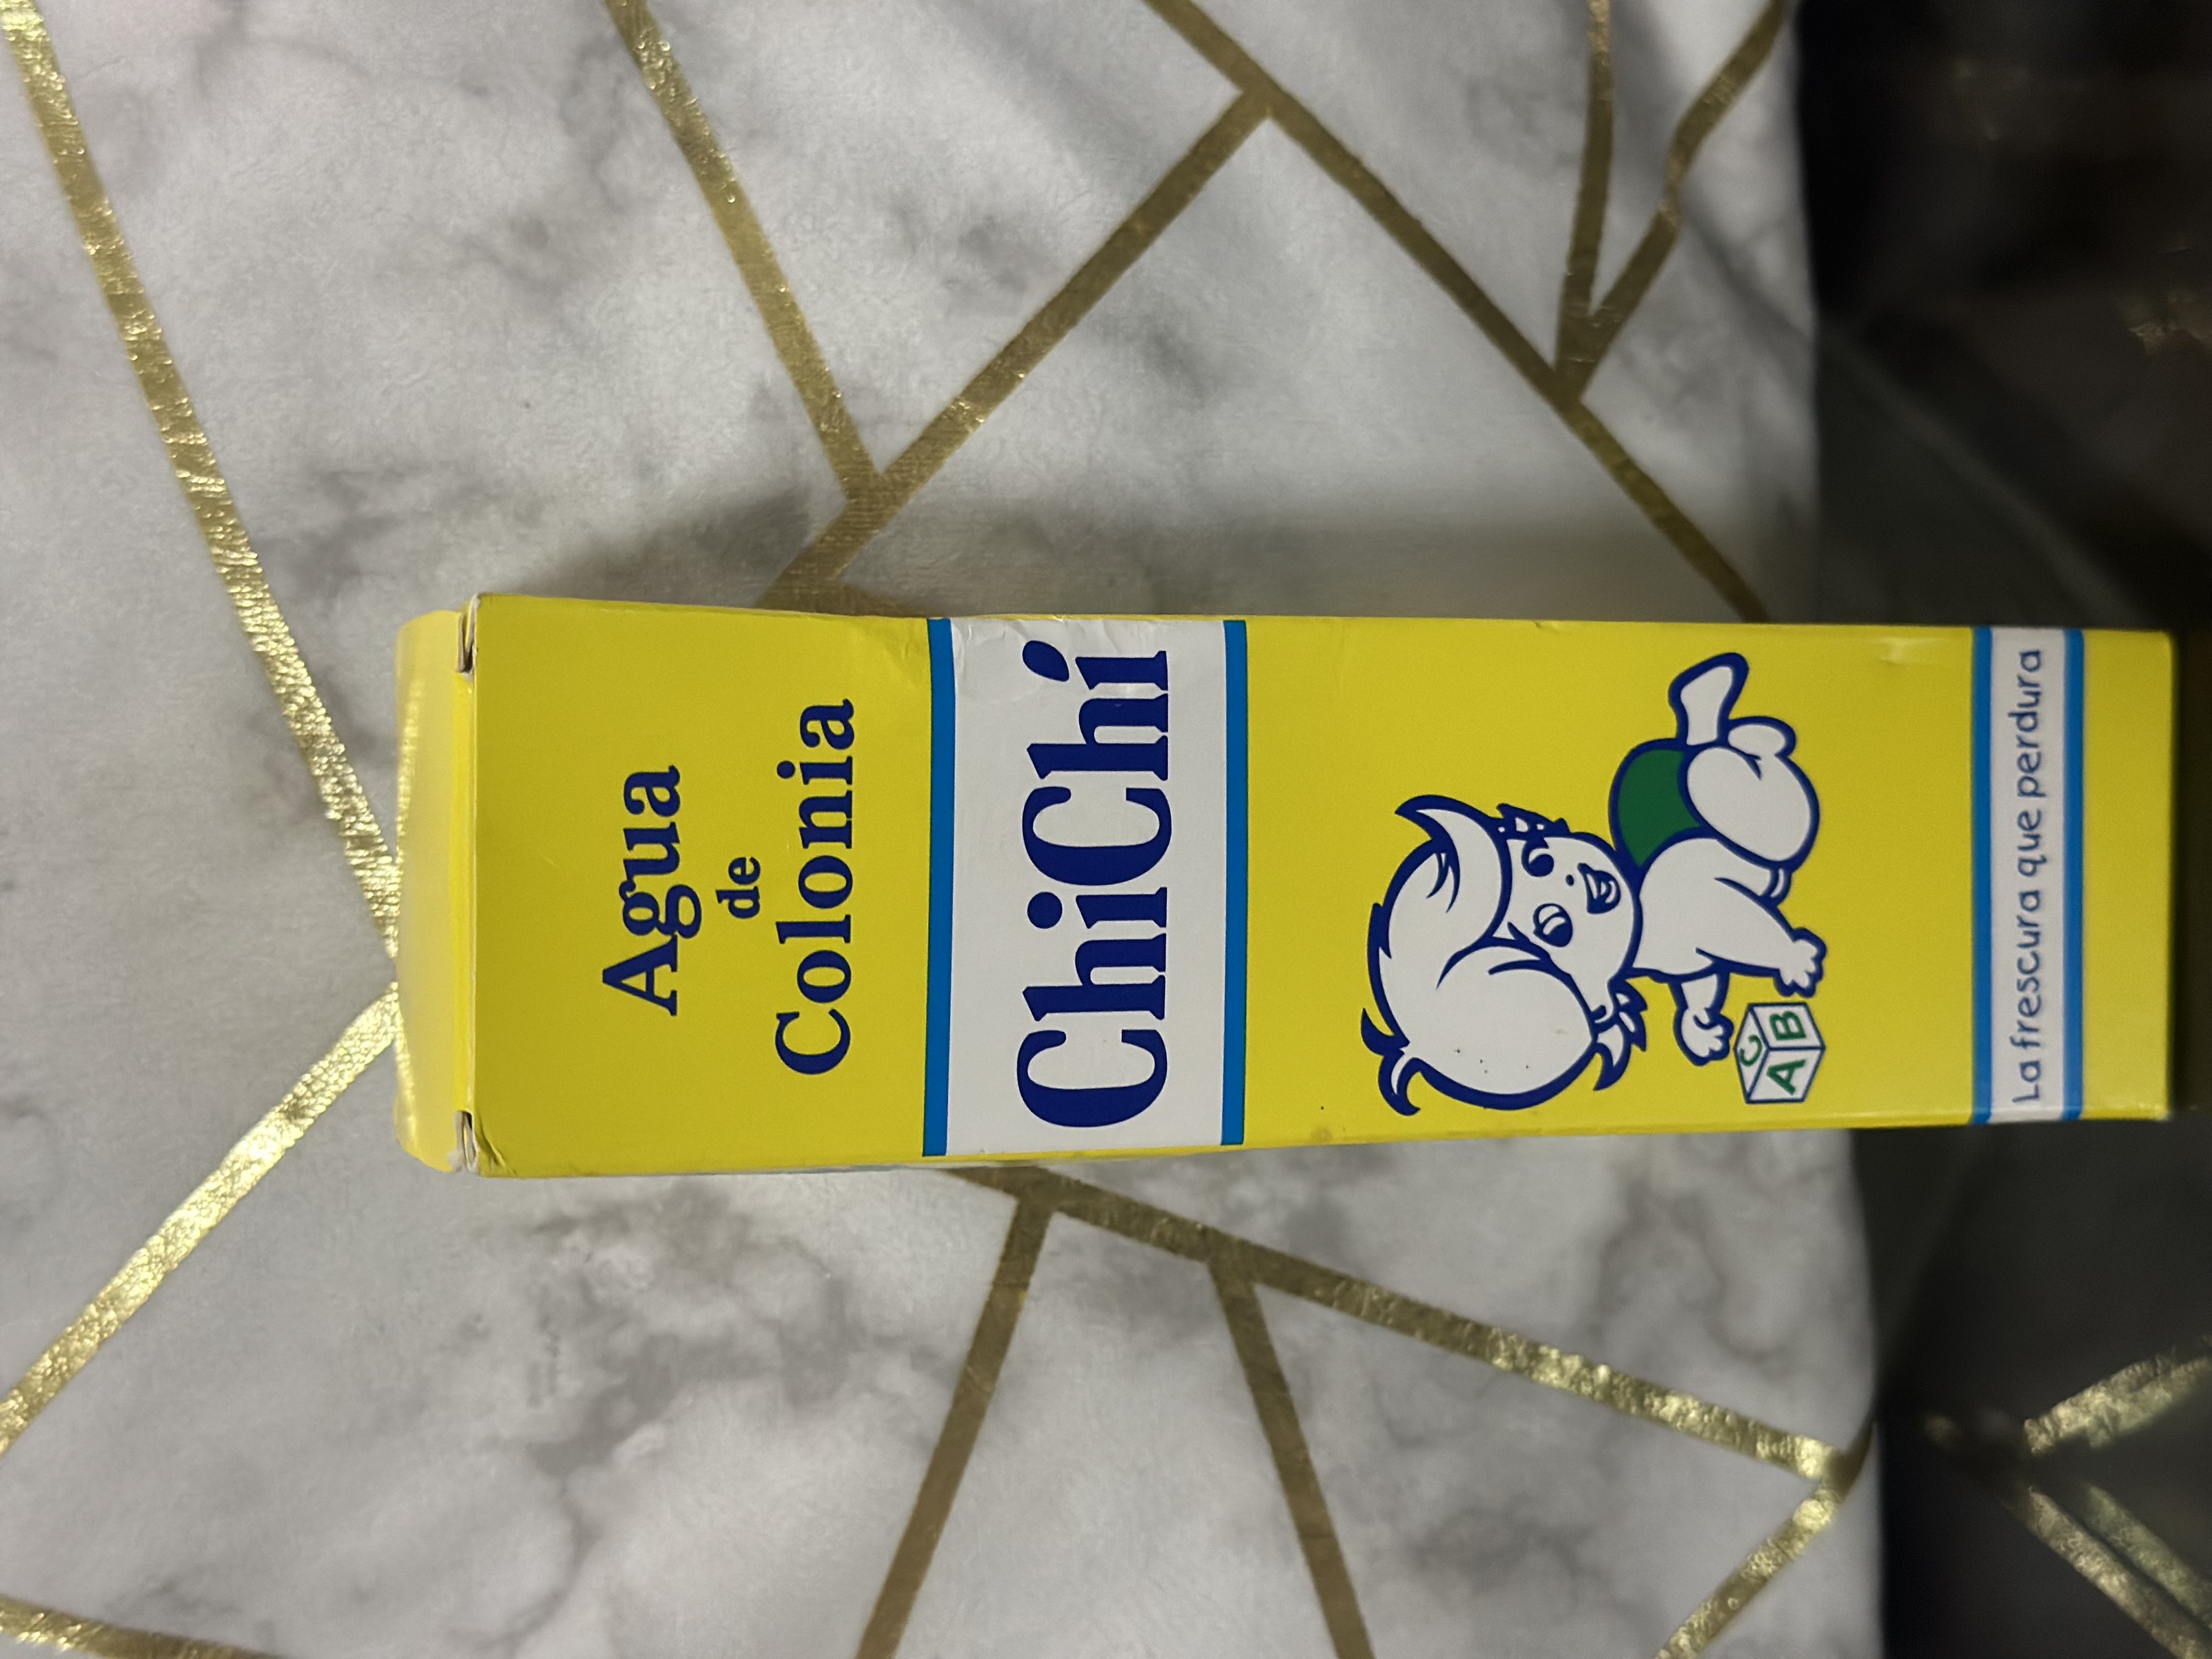 Agua
de
Colonia
ChiChí
C
A B
La frescura que perdura